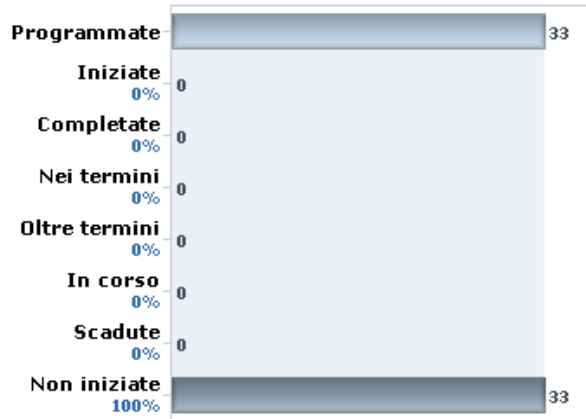 Programmate 33
Iniziate 0
0%
Completate 0
0%
Nei termini 0
0%
Oltre termini 0
0%
In corso 0
0%
Scadute 0
0%
Non iniziate 33
100%